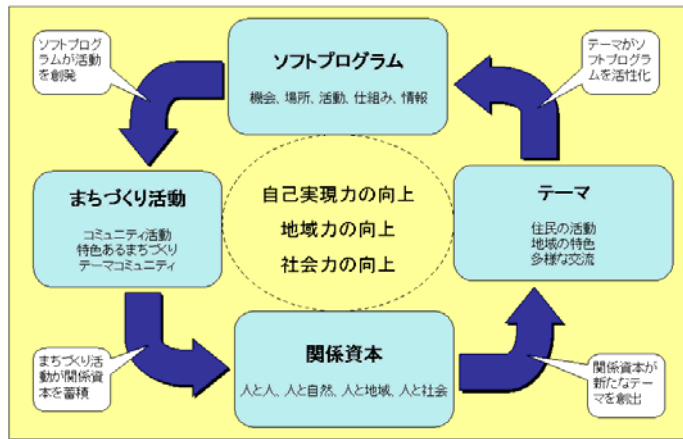 ソフトプログ
ラムが活動
を創発
ソフトプログラム
機会、場所、活動、仕組み、情報
テーマがソ
フトプログラ
ムを活性化
まちづくり活動
コミュニティ活動
特色あるまちづくり
テーマコミュニティ
自己実現力の向上
地域力の向上
社会力の向上
テーマ
住民の活動
地域の特色
多様な交流
まちづくり活
動が関係資
本を蓄積
関係資本
人と人、人と自然、人と地域、人と社会
関係資本が
新たなテー
マを創出